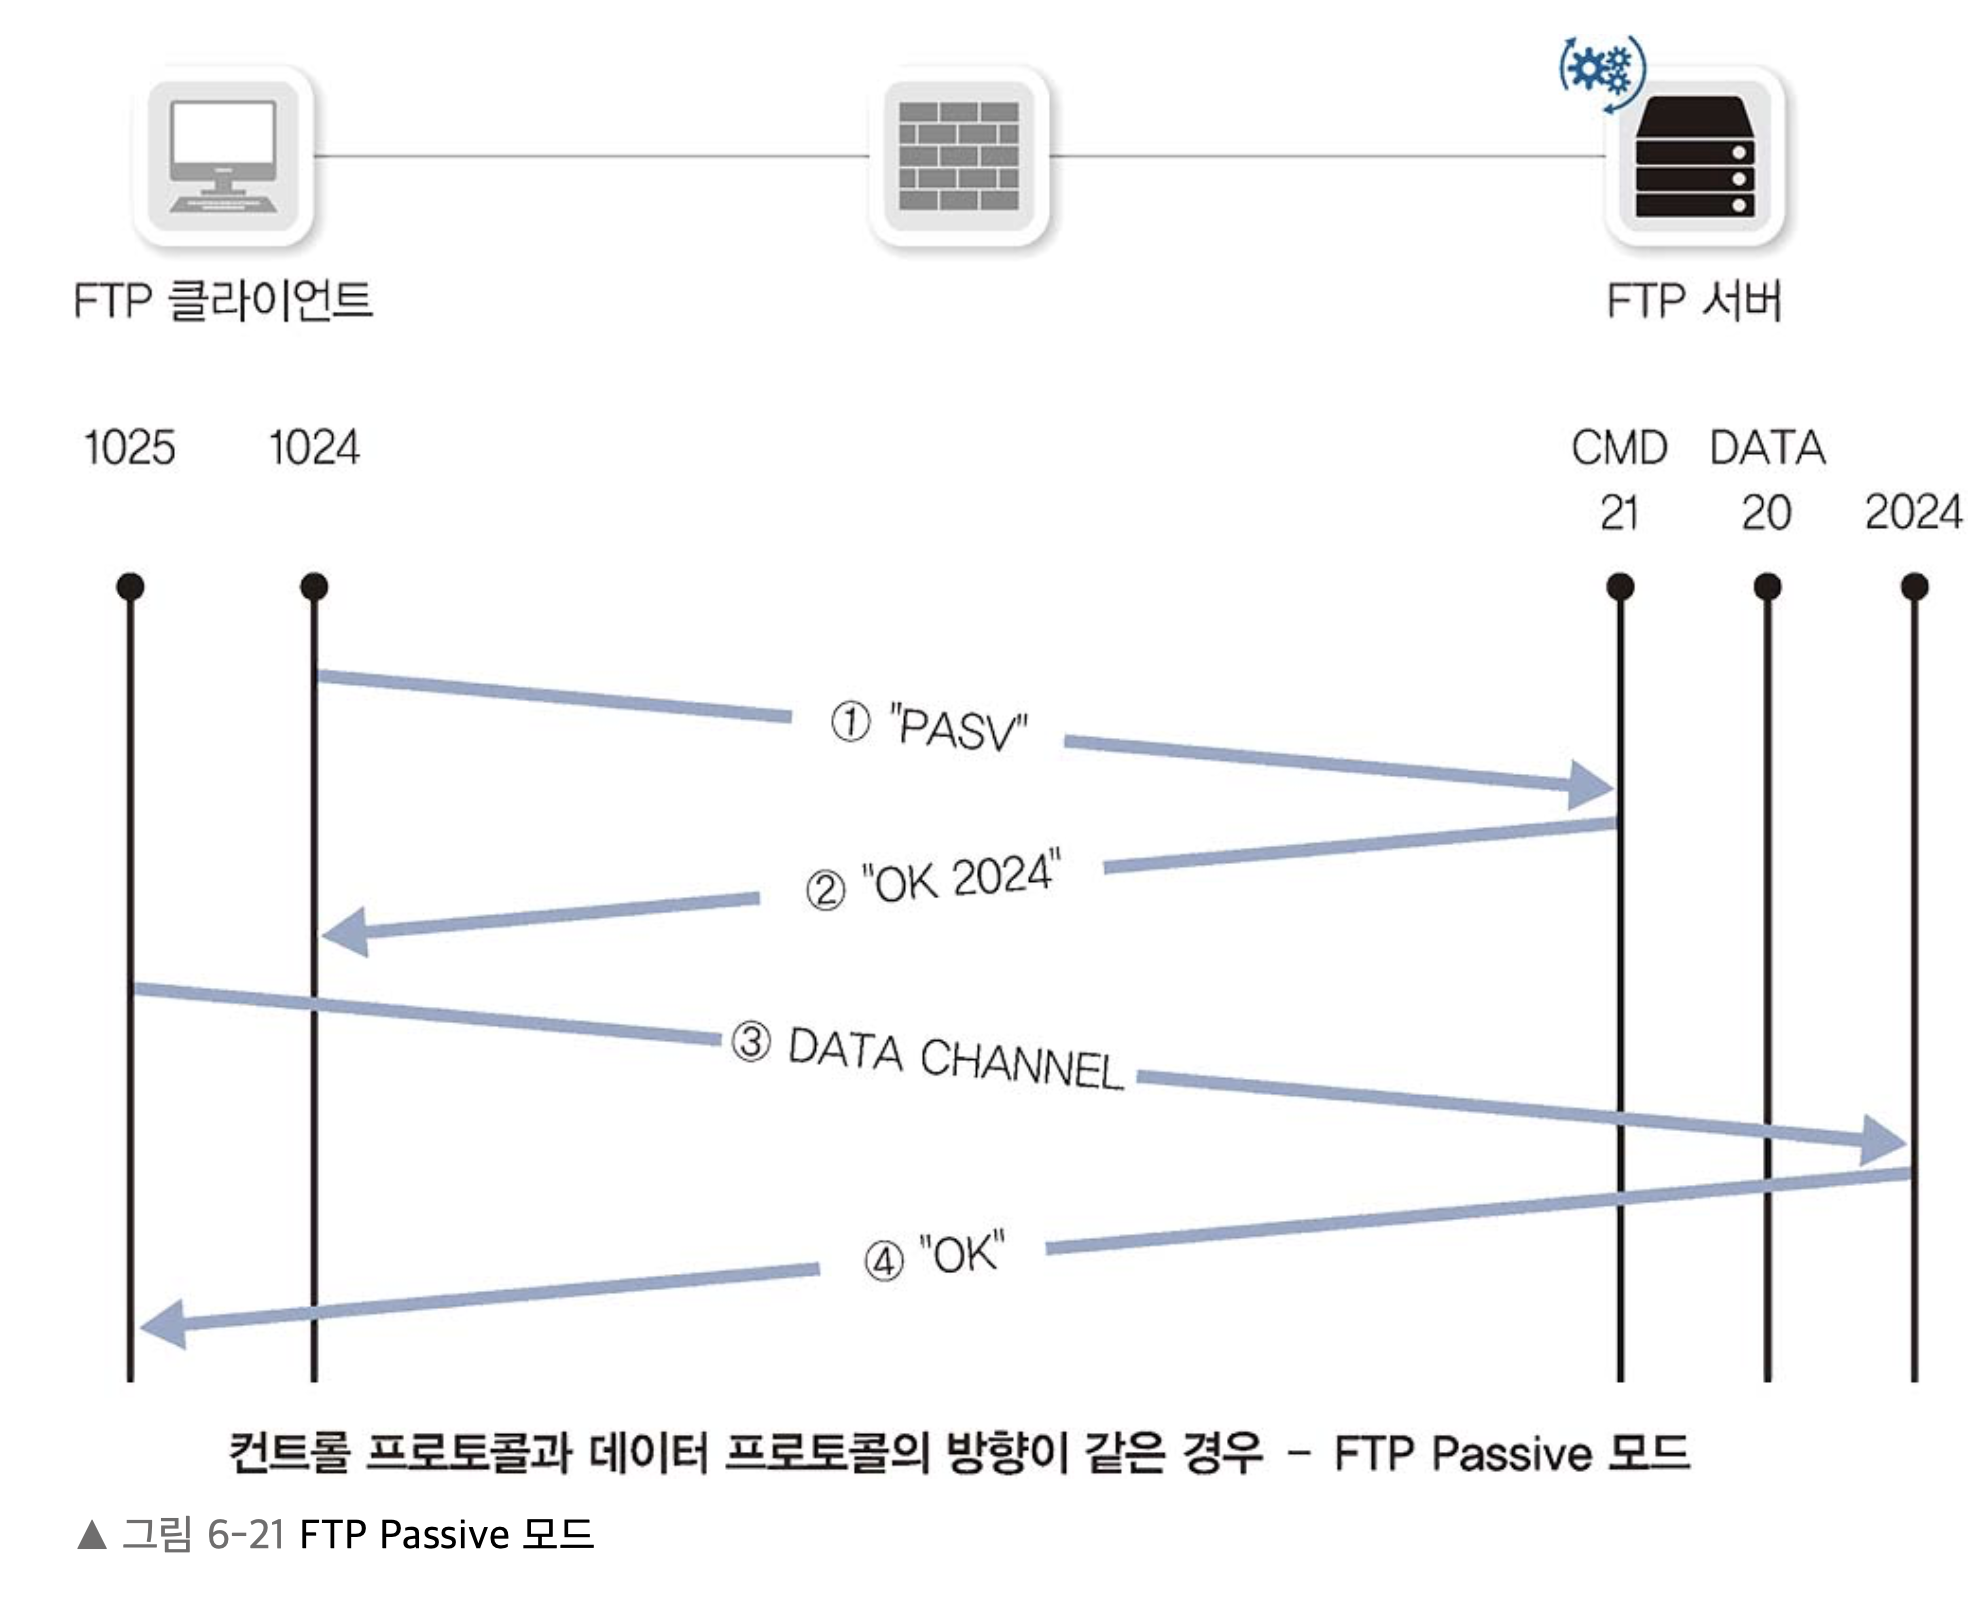 FTP 클라이언트
FTP 서버
1025 1024
CMD DATA
21 20 2024
① "PASV"
② "OK 2024"
③ DATA CHANNEL
④ "OK"
컨트롤 프로토콜과 데이터 프로토콜의 방향이 같은 경우 - FTP Passive 모드
▲ 그림 6-21 FTP Passive 모드